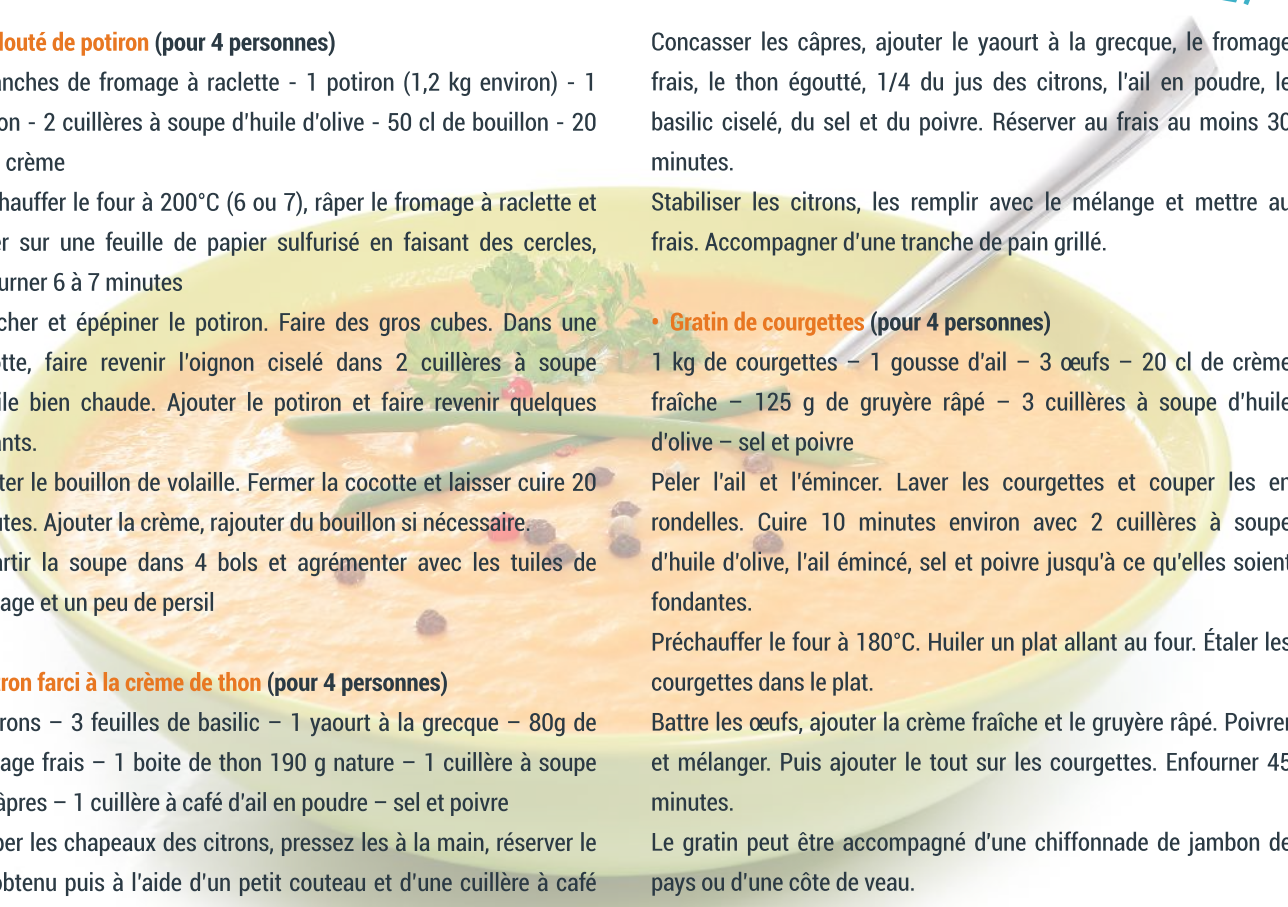 louté de potiron (pour 4 personnes)
nches de fromage à raclette - 1 potiron (1,2 kg environ) - 1
on - 2 cuillères à soupe d'huile d'olive - 50 cl de bouillon - 20
crème
hauffer le four à 200°C (6 ou 7), râper le fromage à raclette et
er sur une feuille de papier sulfurisé en faisant des cercles,
urner 6 à 7 minutes
cher et épépiner le potiron. Faire des gros cubes. Dans une
tte, faire revenir l'oignon ciselé dans 2 cuillères à soupe
ile bien chaude. Ajouter le potiron et faire revenir quelques
ants.
ter le bouillon de volaille. Fermer la cocotte et laisser cuire 20
utes. Ajouter la crème, rajouter du bouillon si nécessaire.
artir la soupe dans 4 bols et agrémenter avec les tuiles de
age et un peu de persil
ron farci à la crème de thon (pour 4 personnes)
rons – 3 feuilles de basilic – 1 yaourt à la grecque – 80g de
age frais – 1 boite de thon 190 g nature – 1 cuillère à soupe
âpres – 1 cuillère à café d'ail en poudre – sel et poivre
per les chapeaux des citrons, pressez les à la main, réserver le
obtenu puis à l'aide d'un petit couteau et d'une cuillère à café
Concasser les câpres, ajouter le yaourt à la grecque, le fromage
frais, le thon égoutté, 1/4 du jus des citrons, l'ail en poudre, le
basilic ciselé, du sel et du poivre. Réserver au frais au moins 30
minutes.
Stabiliser les citrons, les remplir avec le mélange et mettre au
frais. Accompagner d'une tranche de pain grillé.
• Gratin de courgettes (pour 4 personnes)
1 kg de courgettes – 1 gousse d'ail – 3 œufs – 20 cl de crème
fraîche – 125 g de gruyère râpé – 3 cuillères à soupe d'huile
d'olive – sel et poivre
Peler l'ail et l'émincer. Laver les courgettes et couper les en
rondelles. Cuire 10 minutes environ avec 2 cuillères à soupe
d'huile d'olive, l'ail émincé, sel et poivre jusqu'à ce qu'elles soient
fondantes.
Préchauffer le four à 180°C. Huiler un plat allant au four. Étaler les
courgettes dans le plat.
Battre les œufs, ajouter la crème fraîche et le gruyère râpé. Poivrer
et mélanger. Puis ajouter le tout sur les courgettes. Enfourner 45
minutes.
Le gratin peut être accompagné d'une chiffonnade de jambon de
pays ou d'une côte de veau.